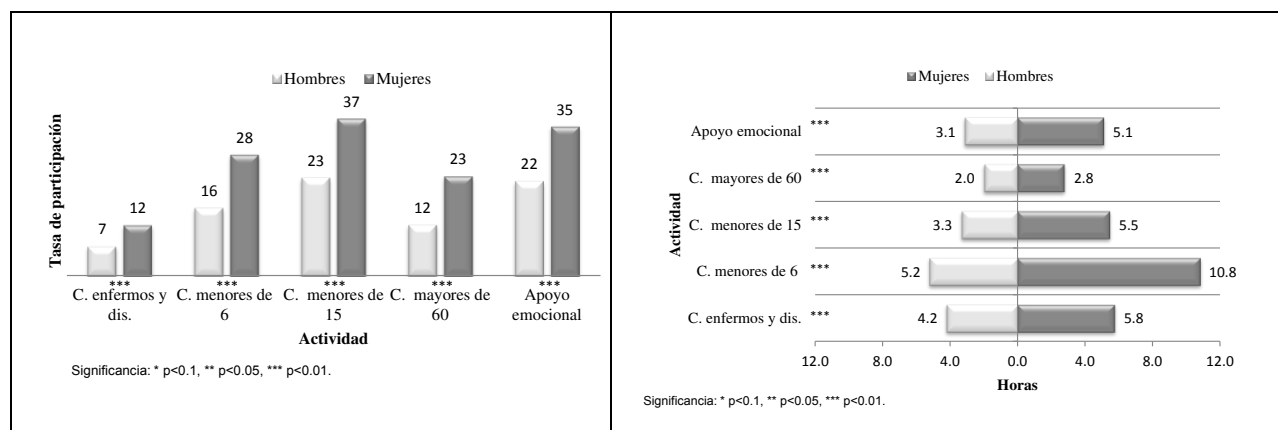 Hombres Mujeres
Tasa de participación
7 12 16 28 23 37 12 23 22 35
*** *** *** *** ***
C. enfermos y dis. C. menores de 6 C. menores de 15 C. mayores de 60 Apoyo emocional
Actividad
Significancia: * p<0.1, ** p<0.05, *** p<0.01.
Mujeres Hombres
Actividad
Apoyo emocional *** 3.1 5.1
C. mayores de 60 *** 2.0 2.8
C. menores de 15 *** 3.3 5.5
C. menores de 6 *** 5.2 10.8
C. enfermos y dis. *** 4.2 5.8
12.0 8.0 4.0 0.0 4.0 8.0 12.0
Horas
Significancia: * p<0.1, ** p<0.05, *** p<0.01.